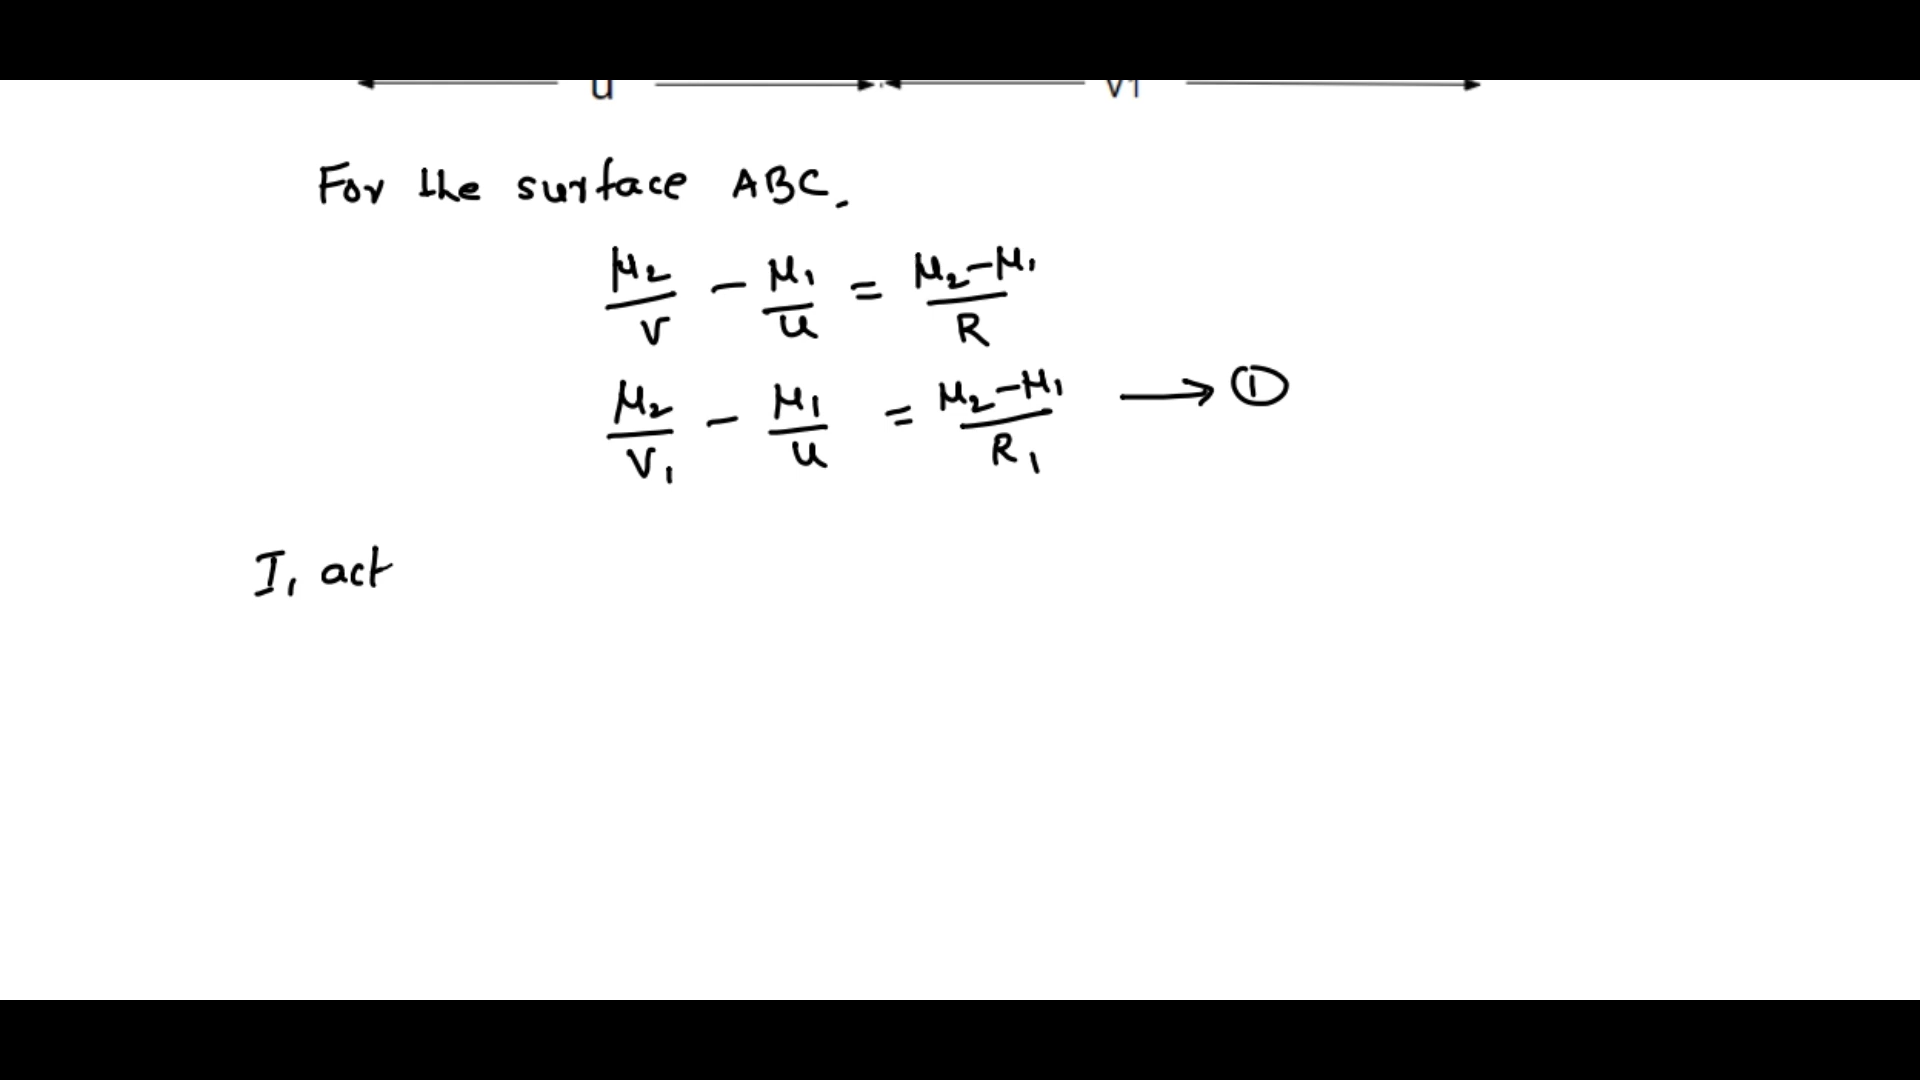 u v1
For the surface ABC.
μ₂/v - μ₁/u = μ₂-μ₁/R
μ₂/v₁ - μ₁/u = μ₂-μ₁/R₁ → ①
I₁ act